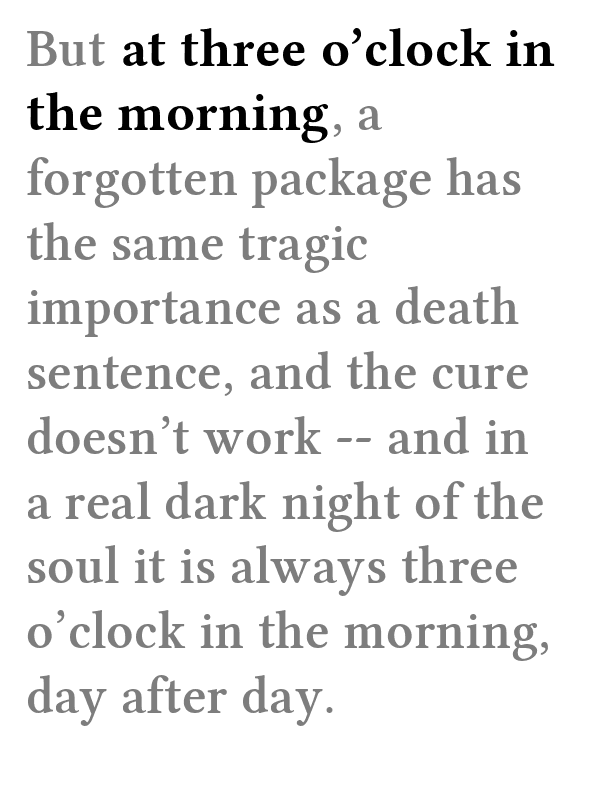 But at three o’clock in
the morning, a
forgotten package has
the same tragic
importance as a death
sentence, and the cure
doesn’t work -- and in
a real dark night of the
soul it is always three
o’clock in the morning,
day after day.